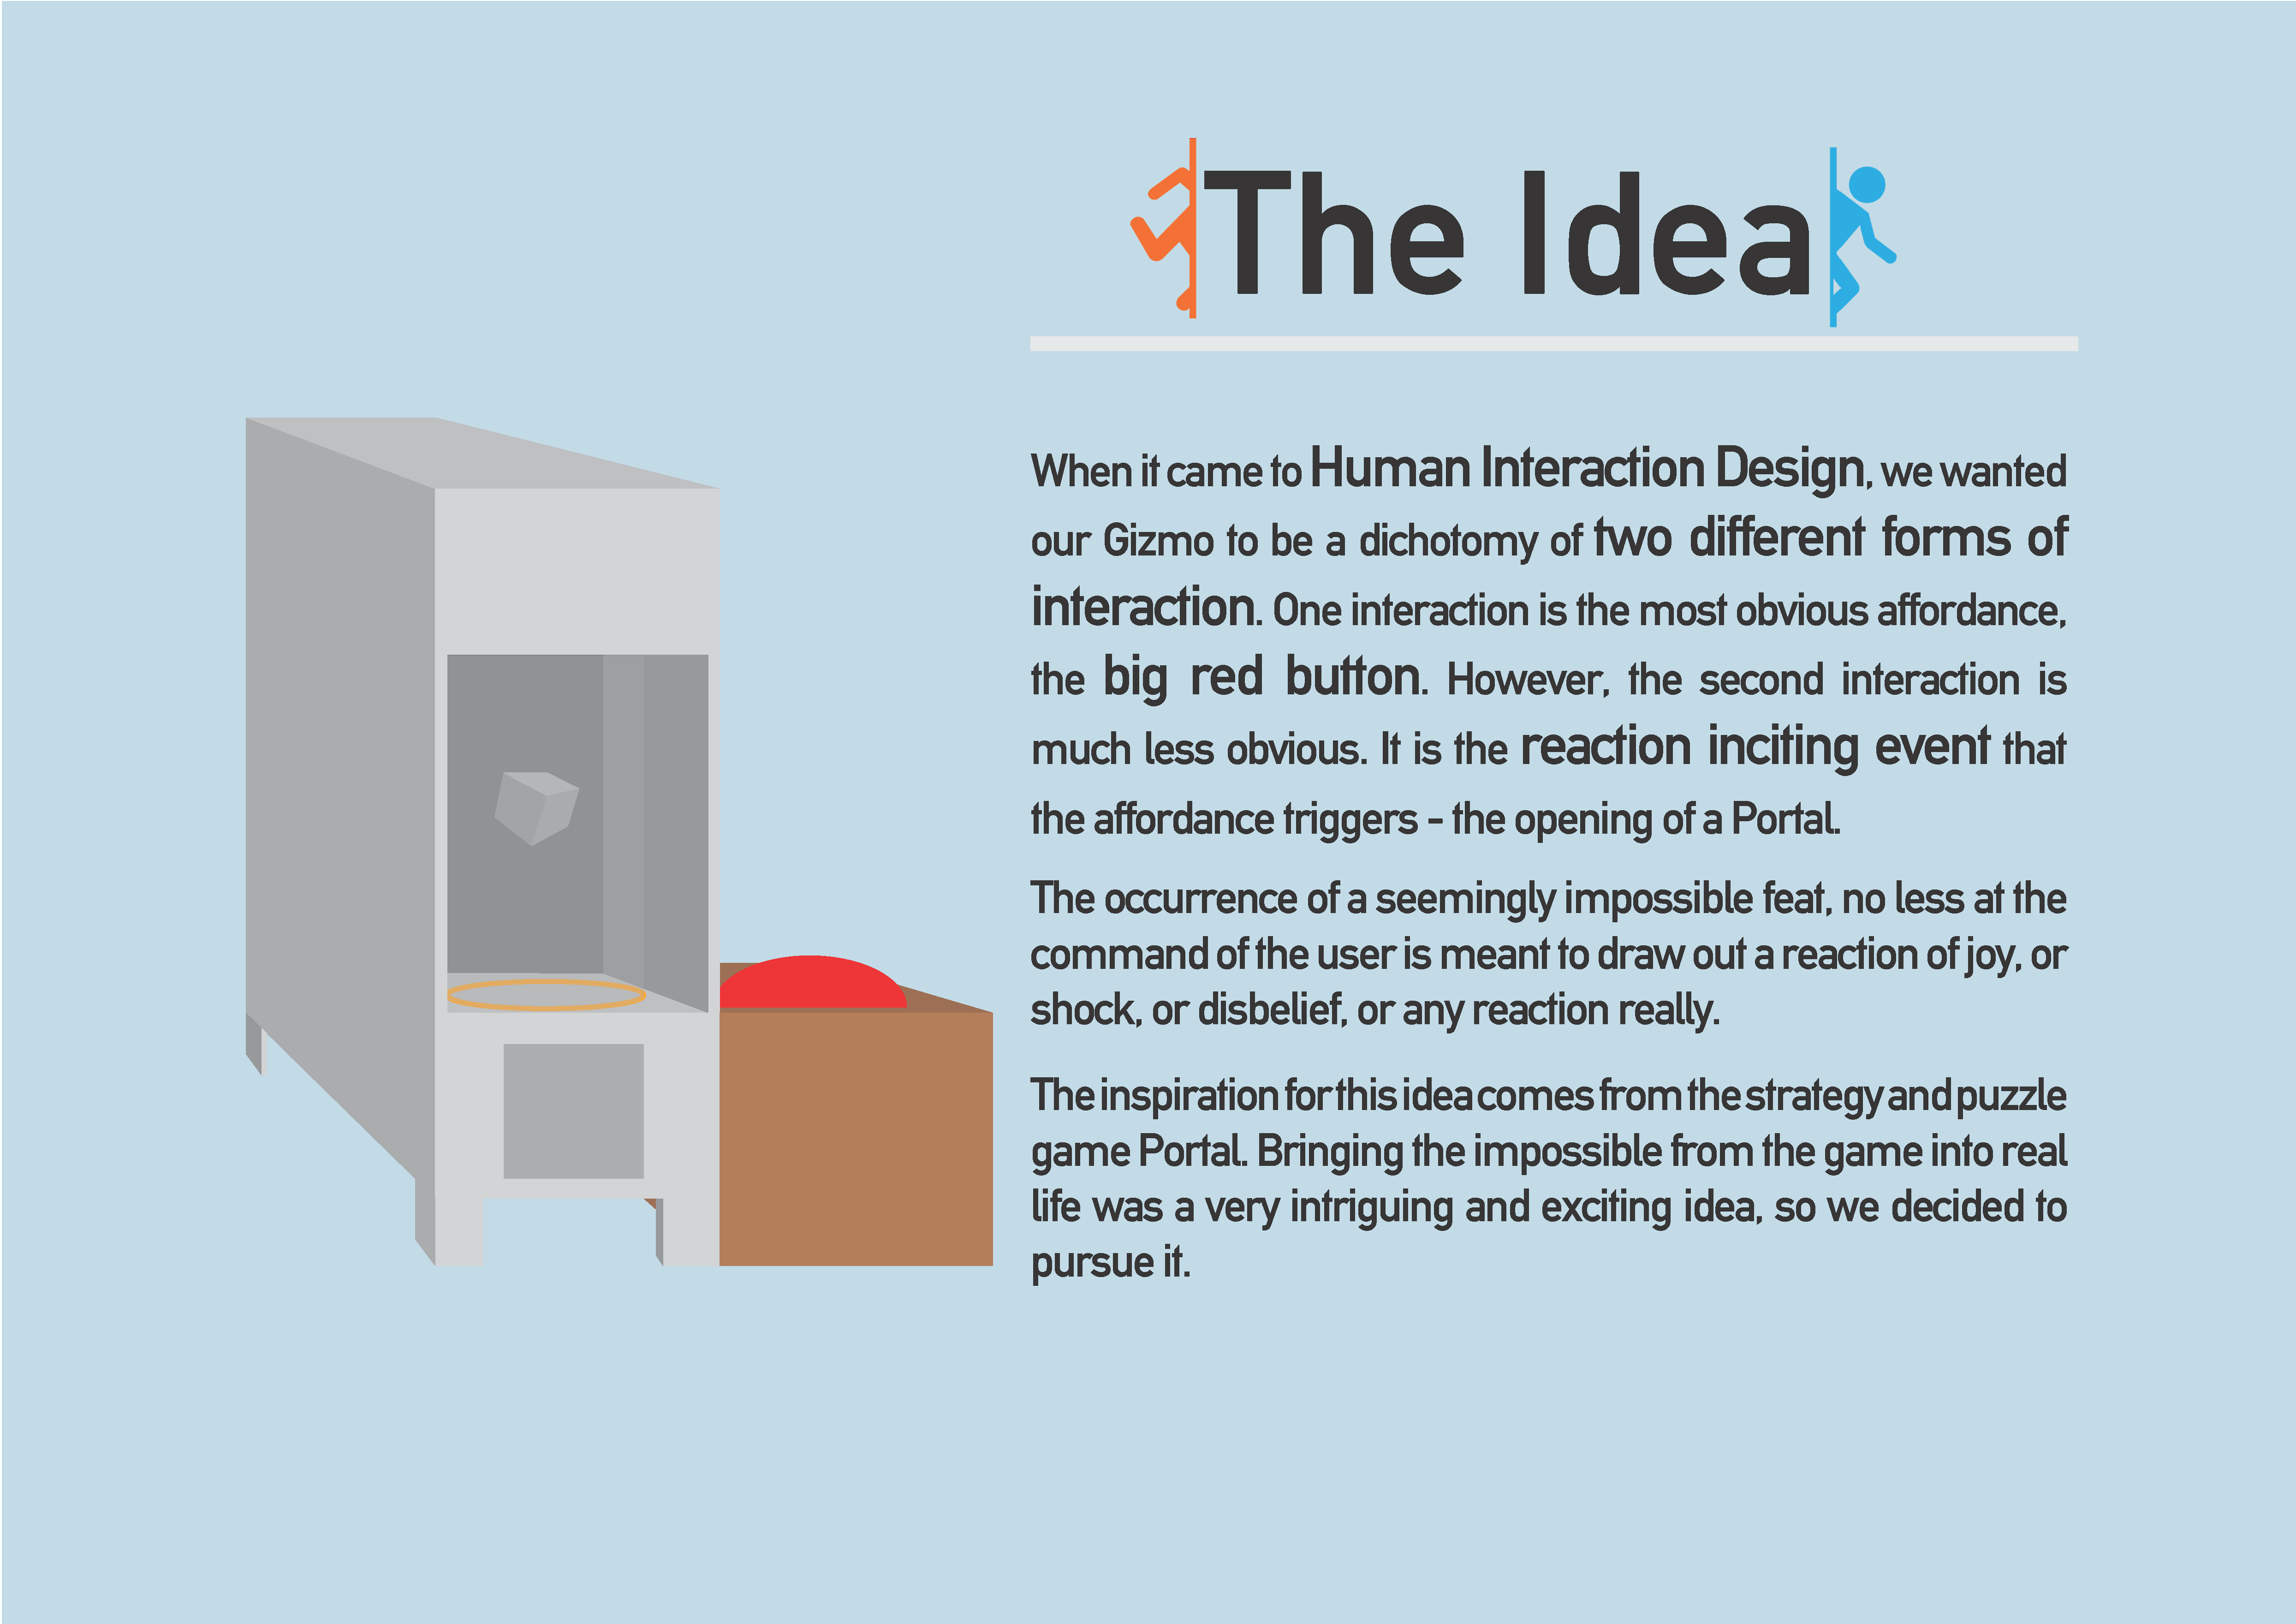 The Idea
When it came to Human Interaction Design, we wanted
our Gizmo to be a dichotomy of two different forms of
interaction. One interaction is the most obvious affordance,
the big red button. However, the second interaction is
much less obvious. It is the reaction inciting event that
the affordance triggers - the opening of a Portal.
The occurrence of a seemingly impossible feat, no less at the
command of the user is meant to draw out a reaction of joy, or
shock, or disbelief, or any reaction really.
The inspiration for this idea comes from the strategy and puzzle
game Portal. Bringing the impossible from the game into real
life was a very intriguing and exciting idea, so we decided to
pursue it.